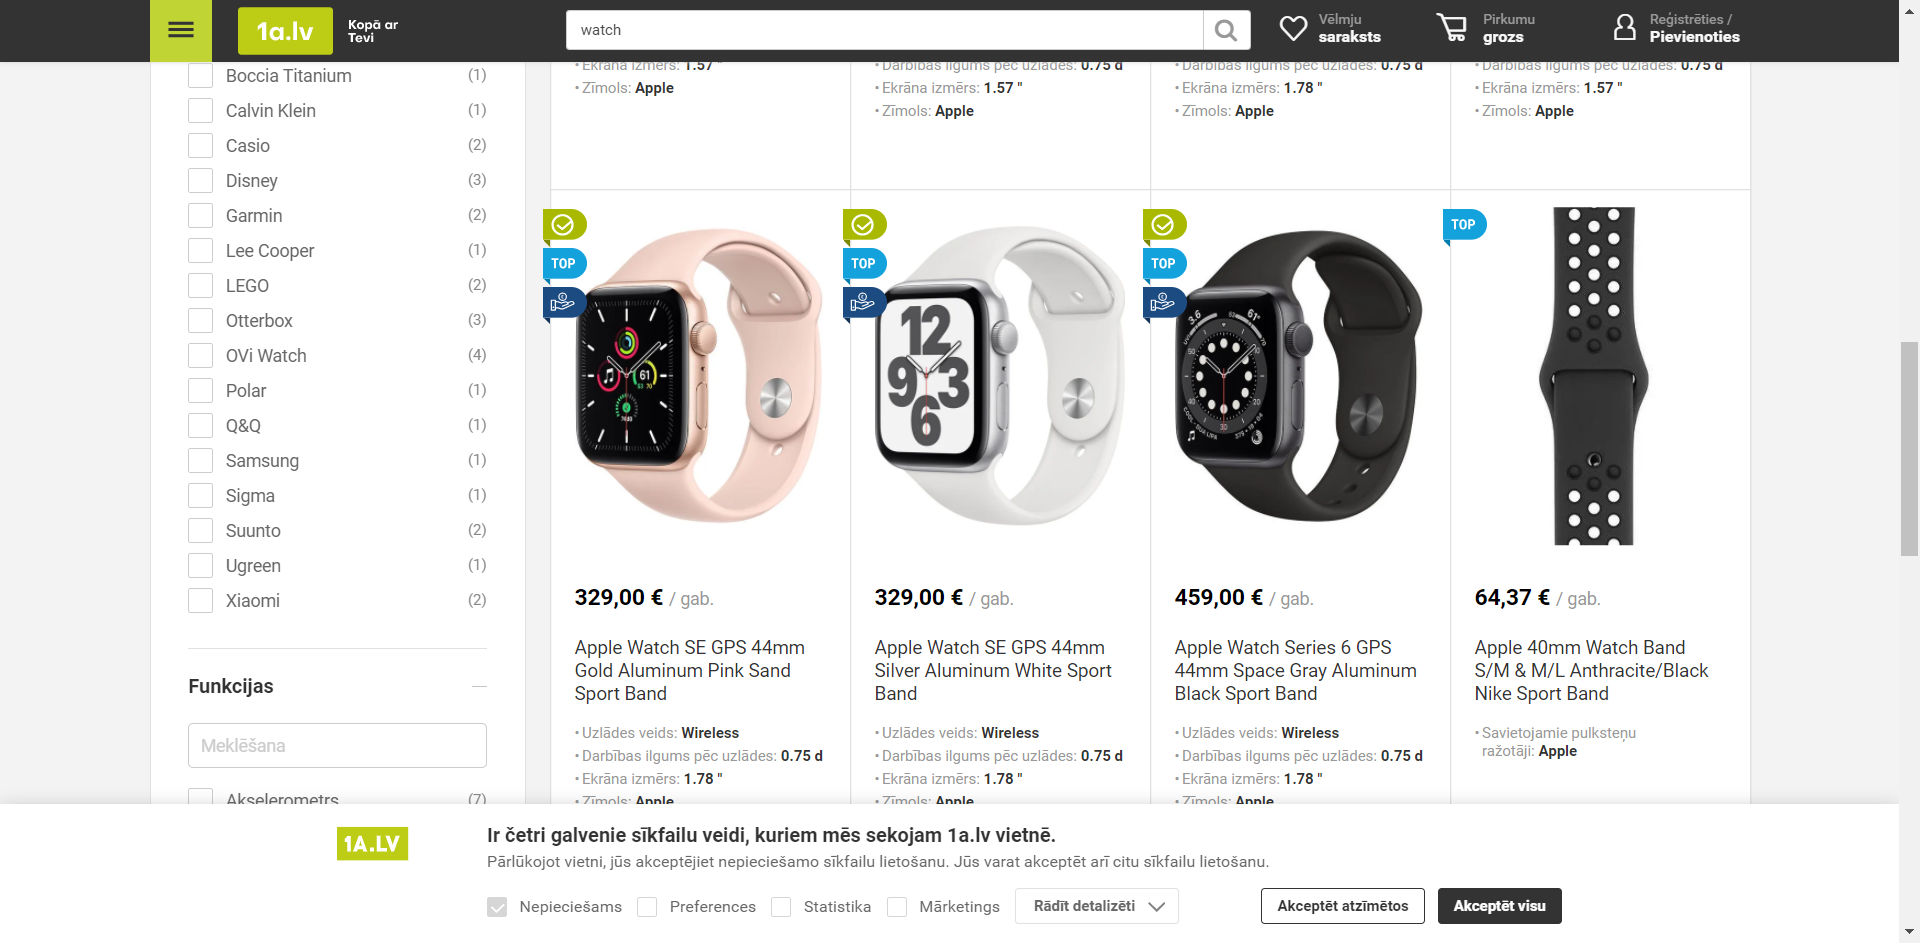 1a.lv
Kopā ar
Tevi
watch
Vēlmju
saraksts
Pirkumu
grozs
Reģistrēties /
Pievienoties
Boccia Titanium (1)
Calvin Klein (1)
Casio (2)
Disney (3)
Garmin (2)
Lee Cooper (1)
LEGO (2)
Otterbox (3)
OVi Watch (4)
Polar (1)
Q&Q (1)
Samsung (1)
Sigma (1)
Suunto (2)
Ugreen (1)
Xiaomi (2)
Funkcijas
Meklēšana
Akselerometrs (7)
• Ekrāna izmērs: 1.57 "
• Zīmols: Apple
• Darbības ilgums pēc uzlādes: 0.75 d
• Ekrāna izmērs: 1.57 "
• Zīmols: Apple
• Darbības ilgums pēc uzlādes: 0.75 d
• Ekrāna izmērs: 1.78 "
• Zīmols: Apple
• Darbības ilgums pēc uzlādes: 0.75 d
• Ekrāna izmērs: 1.57 "
• Zīmols: Apple
TOP
61
329,00 € / gab.
Apple Watch SE GPS 44mm
Gold Aluminum Pink Sand
Sport Band
• Uzlādes veids: Wireless
• Darbības ilgums pēc uzlādes: 0.75 d
• Ekrāna izmērs: 1.78 "
• Zīmols: Apple
TOP
12
9 3
6
329,00 € / gab.
Apple Watch SE GPS 44mm
Silver Aluminum White Sport
Band
• Uzlādes veids: Wireless
• Darbības ilgums pēc uzlādes: 0.75 d
• Ekrāna izmērs: 1.78 "
• Zīmols: Apple
TOP
3.6
61°
459,00 € / gab.
Apple Watch Series 6 GPS
44mm Space Gray Aluminum
Black Sport Band
• Uzlādes veids: Wireless
• Darbības ilgums pēc uzlādes: 0.75 d
• Ekrāna izmērs: 1.78 "
• Zīmols: Apple
TOP
64,37 € / gab.
Apple 40mm Watch Band
S/M & M/L Anthracite/Black
Nike Sport Band
• Savietojamie pulksteņu
ražotāji: Apple
1A.LV
Ir četri galvenie sīkfailu veidi, kuriem mēs sekojam 1a.lv vietnē.
Pārlūkojot vietni, jūs akceptējiet nepieciešamo sīkfailu lietošanu. Jūs varat akceptēt arī citu sīkfailu lietošanu.
Nepieciešams Preferences Statistika Mārketings Rādīt detalizēti Akceptēt atzīmētos Akceptēt visu